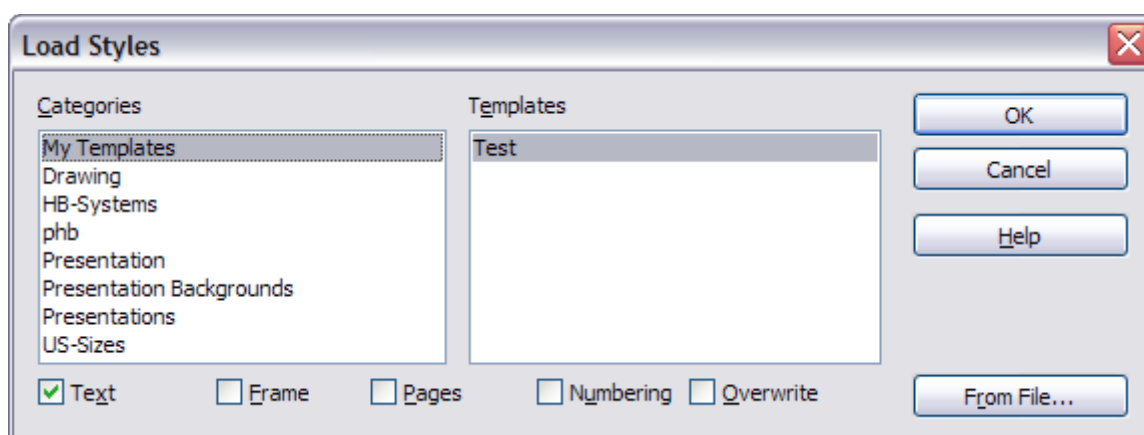 Load Styles
Categories
Templates
My Templates
Drawing
HB-Systems
phb
Presentation
Presentation Backgrounds
Presentations
US-Sizes
Test
OK
Cancel
Help
Text
Frame
Pages
Numbering
Overwrite
From File...